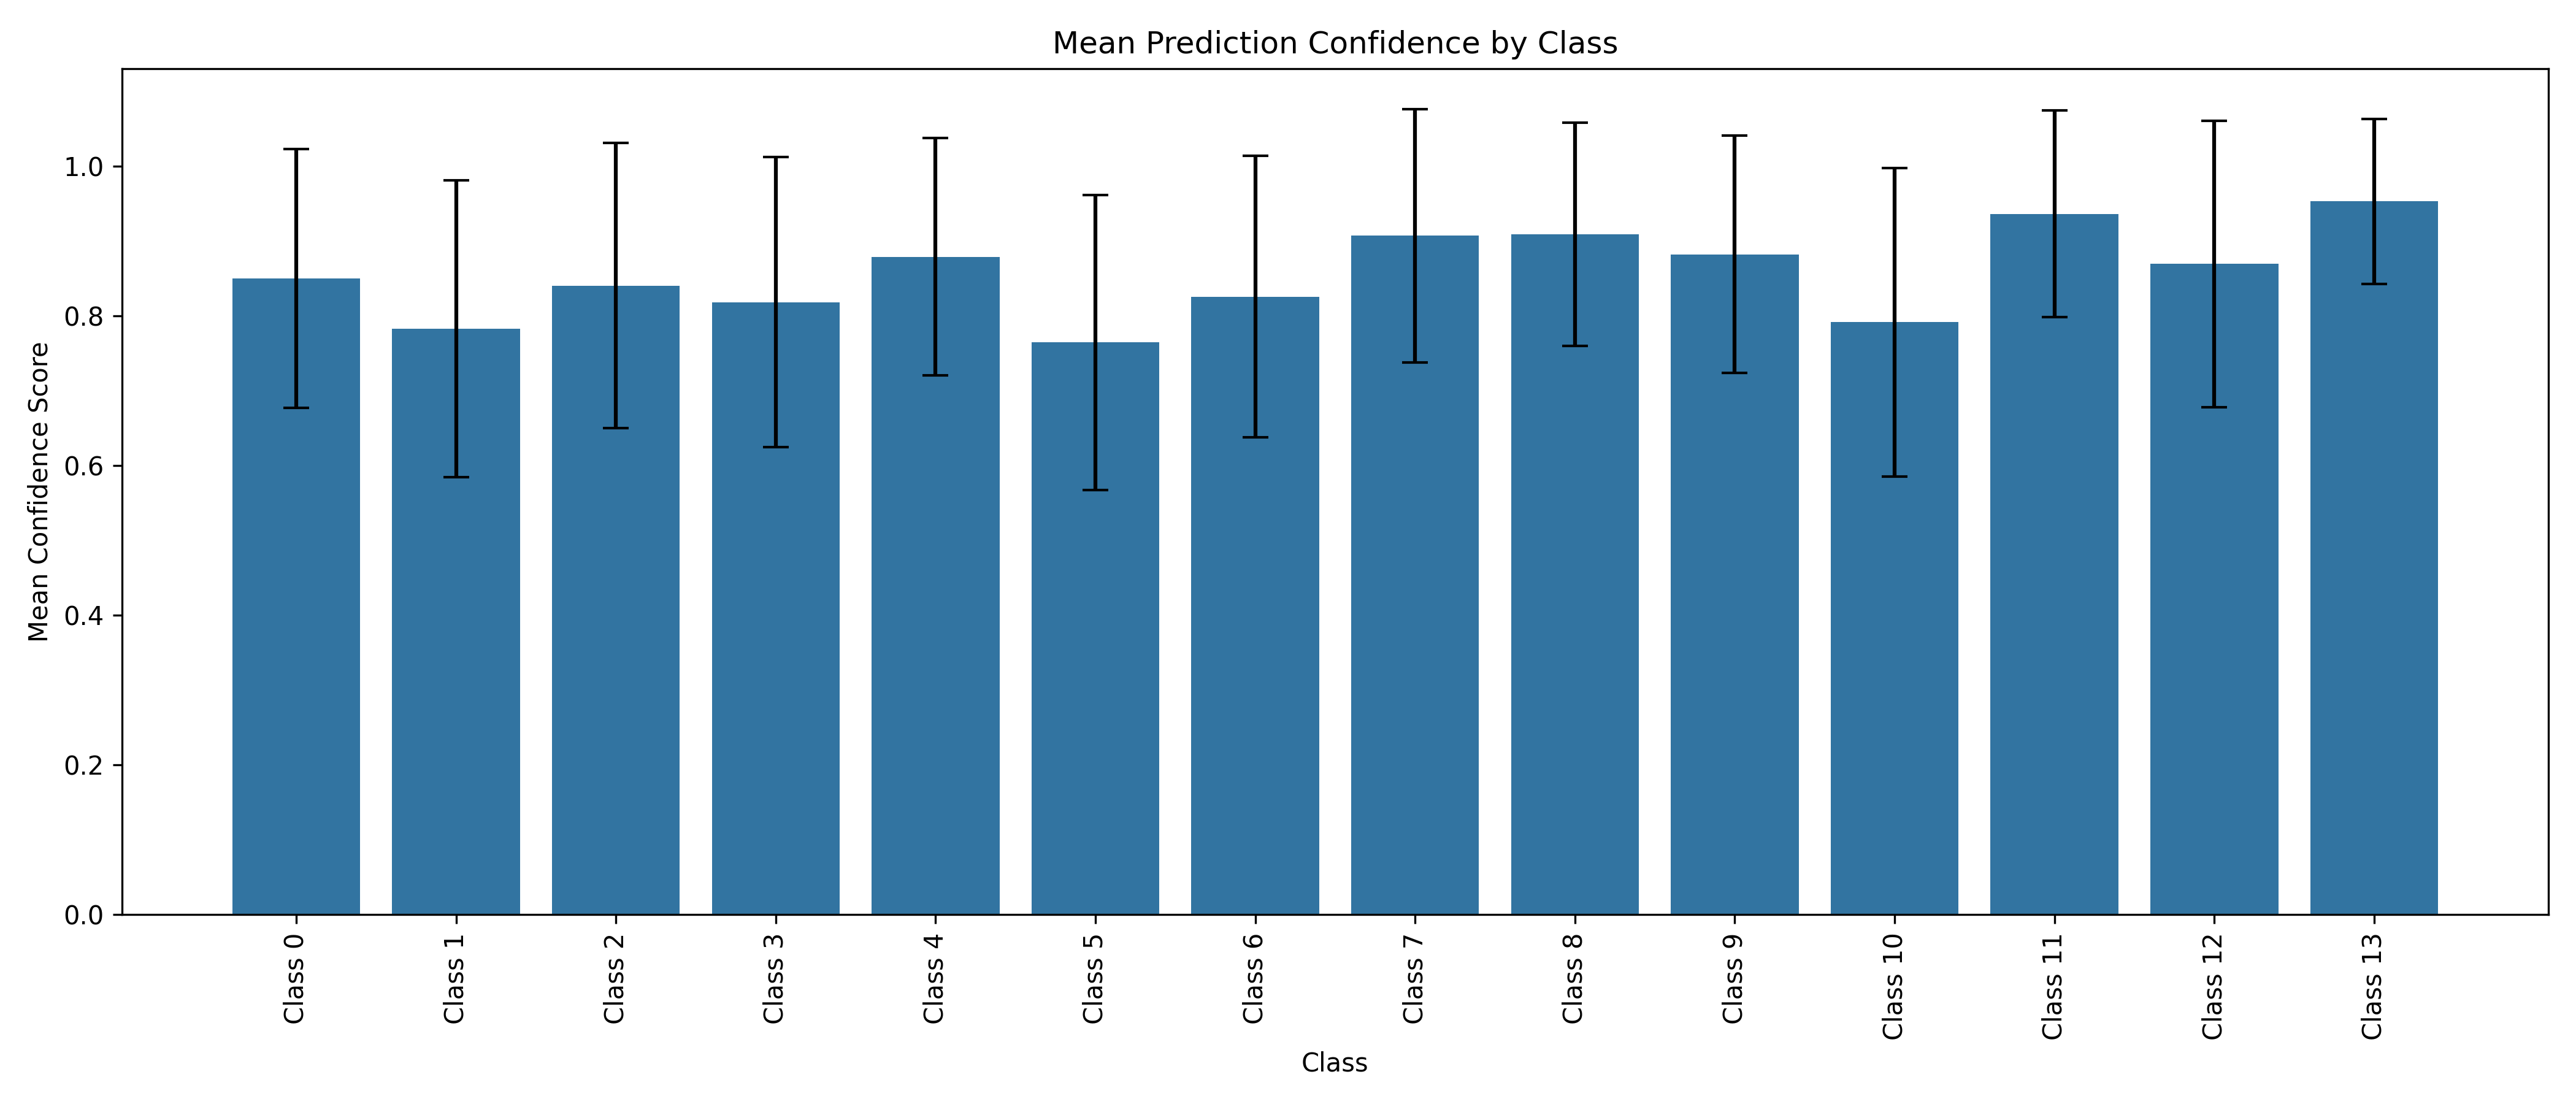 Mean Prediction Confidence by Class
Mean Confidence Score
1.0
0.8
0.6
0.4
0.2
0.0
Class 0
Class 1
Class 2
Class 3
Class 4
Class 5
Class 6
Class 7
Class 8
Class 9
Class 10
Class 11
Class 12
Class 13
Class